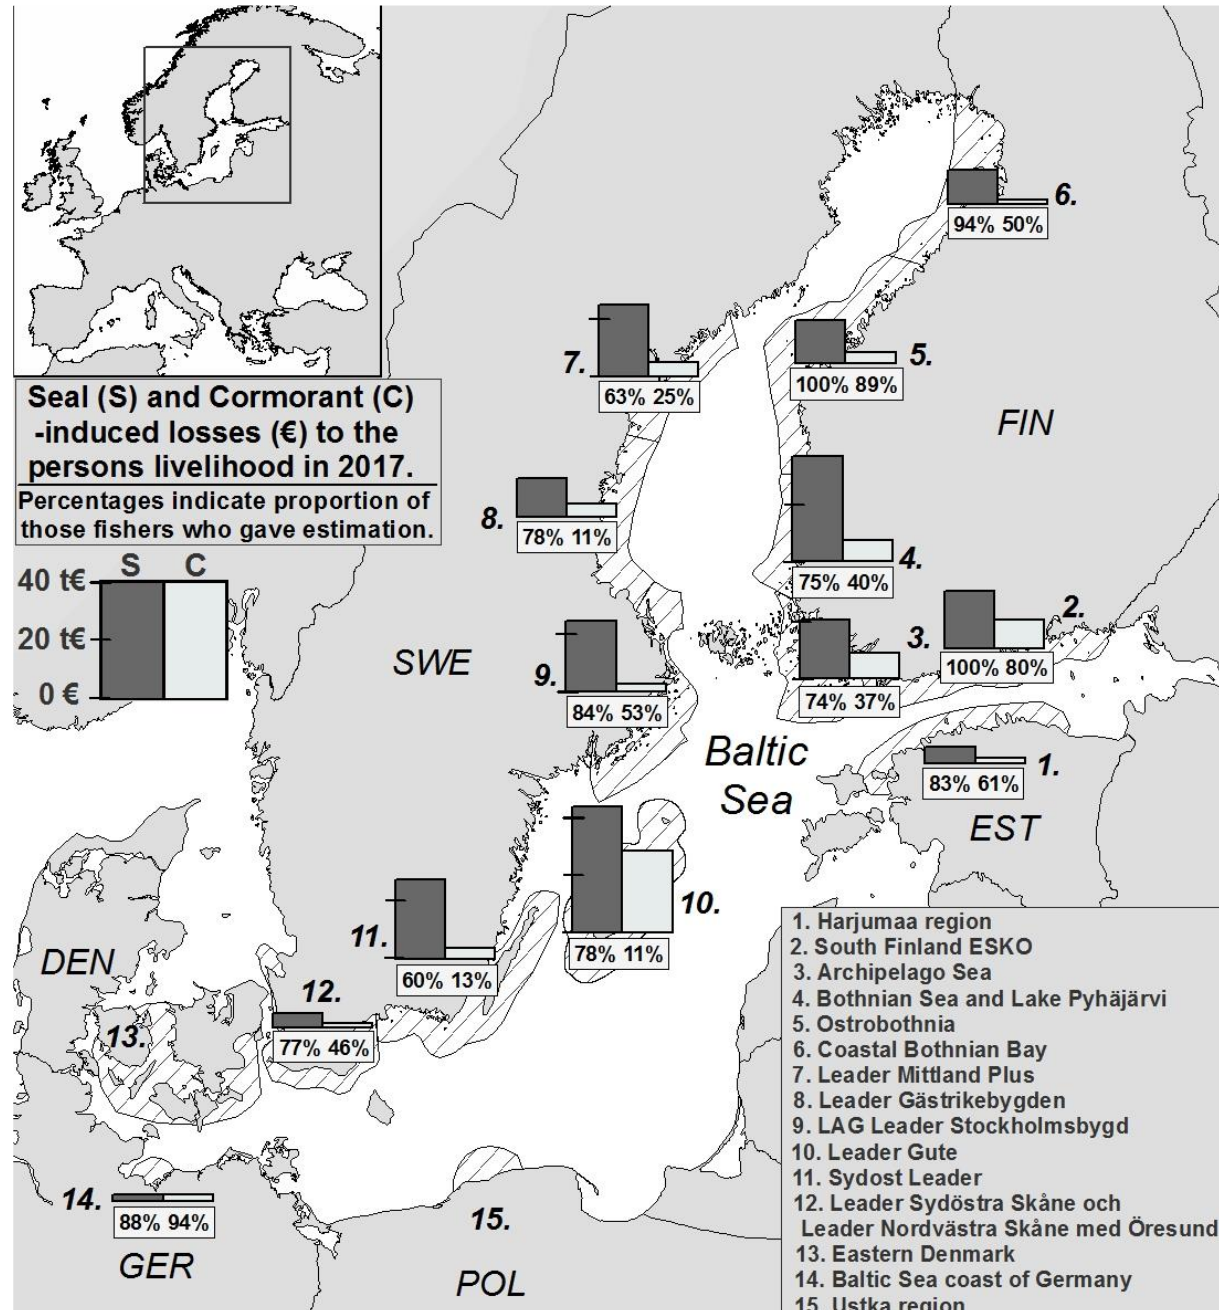 6.
94% 50%
7.
63% 25%
5.
100% 89%
Seal (S) and Cormorant (C)
-induced losses (€) to the
persons livelihood in 2017.
Percentages indicate proportion of
those fishers who gave estimation.
FIN
8.
78% 11%
4.
75% 40%
S C
40 t€
20 t€
0 €
2.
100% 80%
3.
74% 37%
SWE
9.
84% 53%
Baltic
Sea
1.
83% 61%
EST
10.
78% 11%
11.
60% 13%
DEN
12.
77% 46%
13.
14.
88% 94%
GER
15.
POL
1. Harjumaa region
2. South Finland ESKO
3. Archipelago Sea
4. Bothnian Sea and Lake Pyhäjärvi
5. Ostrobothnia
6. Coastal Bothnian Bay
7. Leader Mittland Plus
8. Leader Gästrikebygden
9. LAG Leader Stockholmsbygd
10. Leader Gute
11. Sydost Leader
12. Leader Sydöstra Skåne och
Leader Nordvästra Skåne med Öresund
13. Eastern Denmark
14. Baltic Sea coast of Germany
15. Ustka region